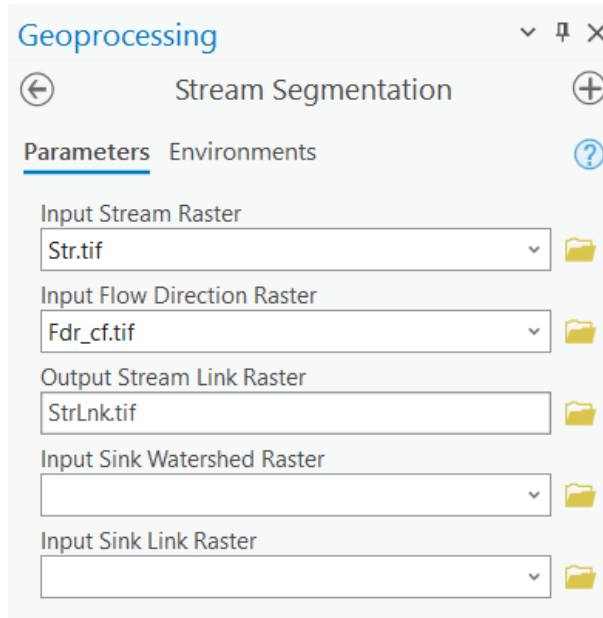 Geoprocessing
Stream Segmentation
Parameters Environments
Input Stream Raster
Str.tif
Input Flow Direction Raster
Fdr_cf.tif
Output Stream Link Raster
StrLnk.tif
Input Sink Watershed Raster
Input Sink Link Raster